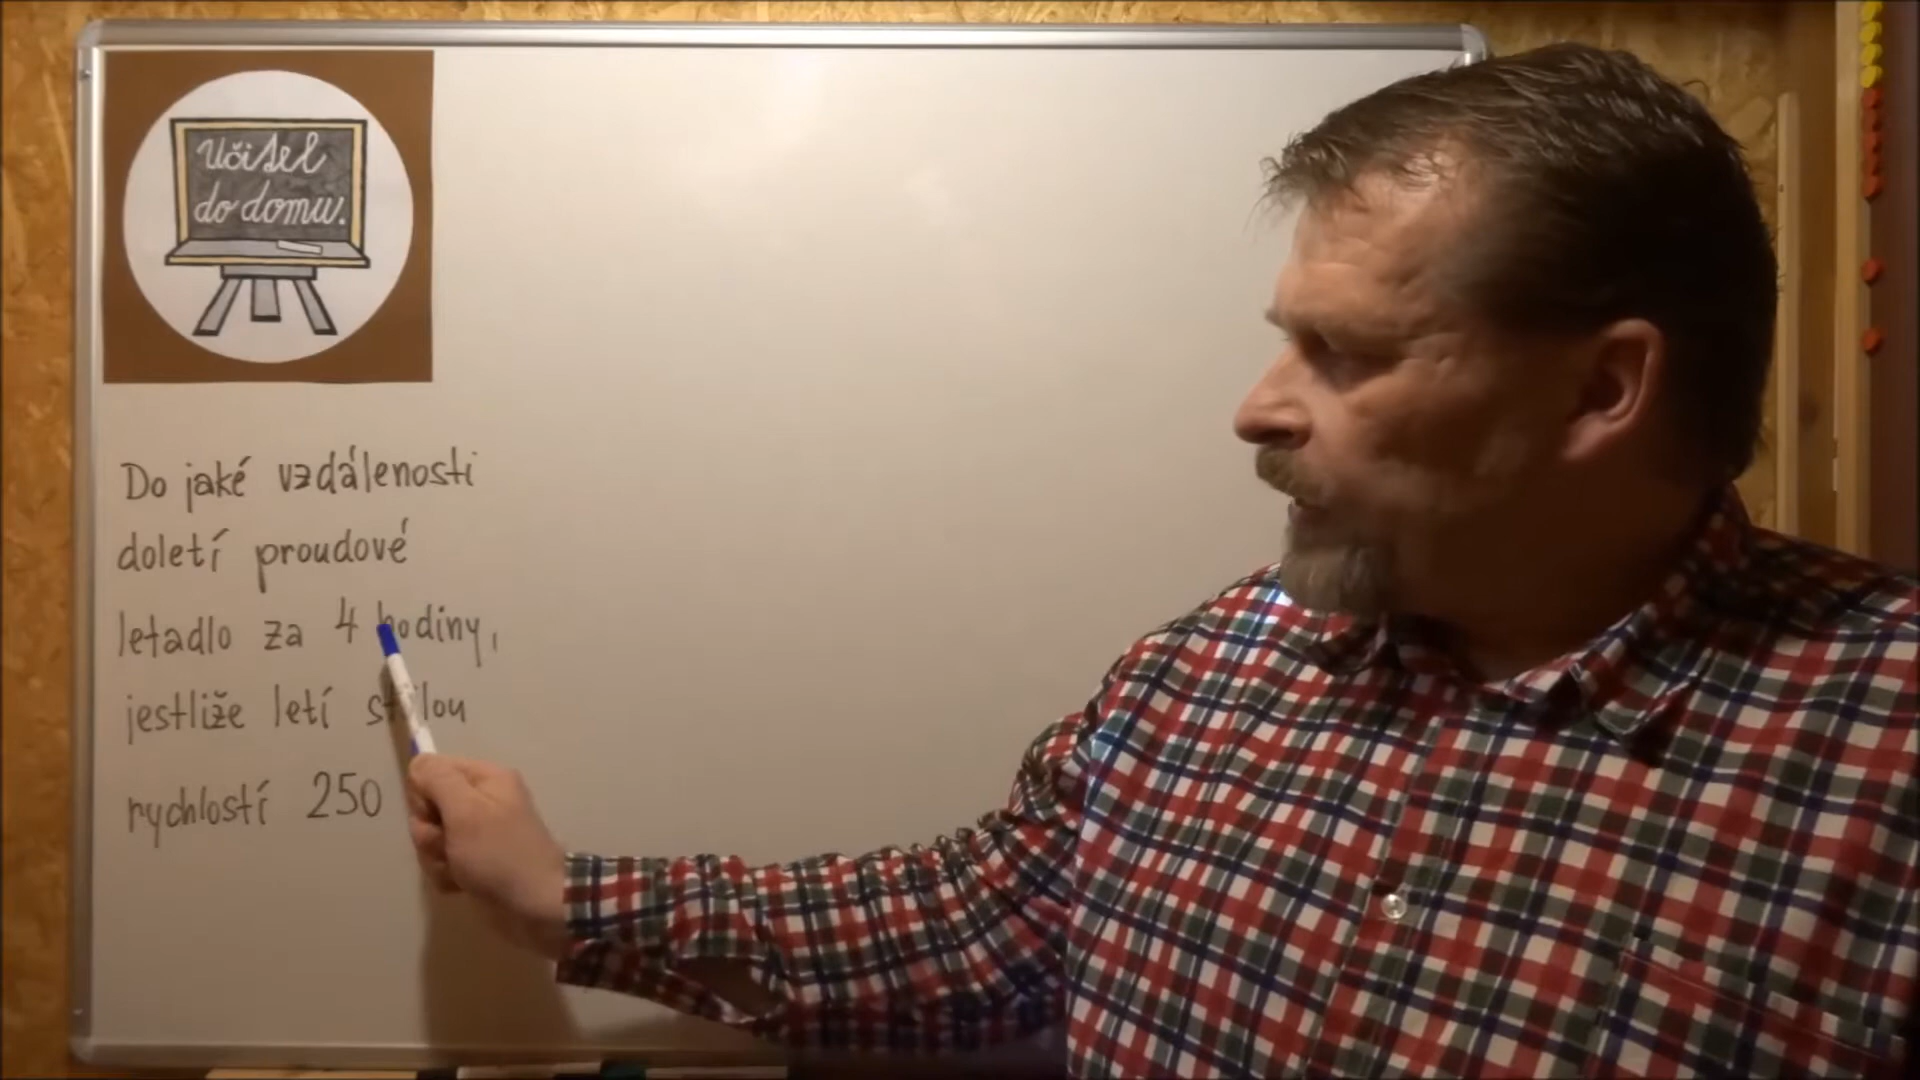 Učitel
do domu.
Do jaké vzdálenosti
doletí proudové
letadlo za 4 hodiny,
jestliže letí stálou
rychlostí 250